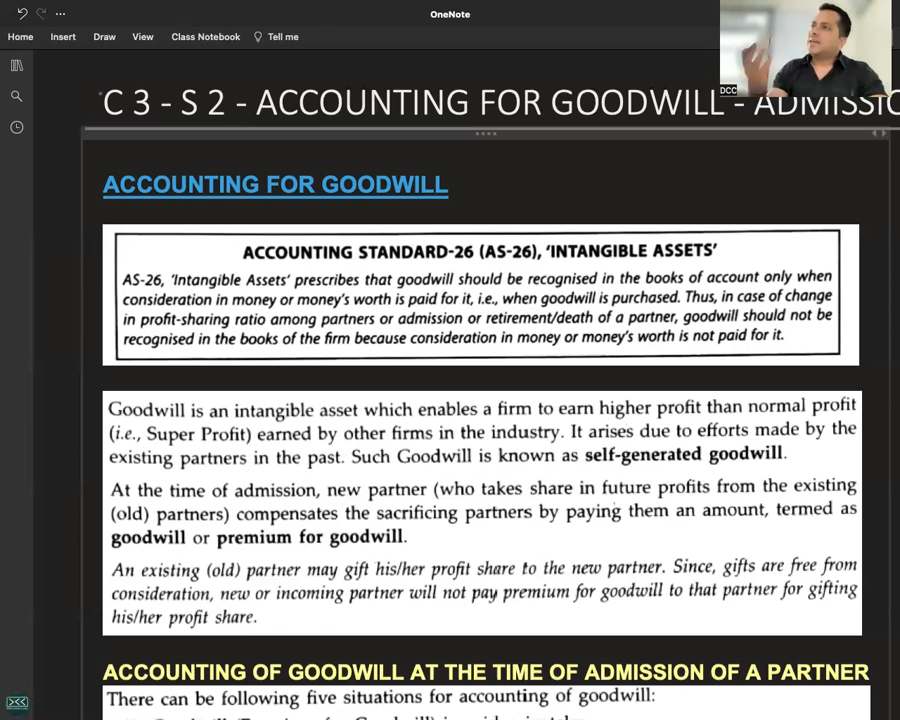 OneNote
Home Insert Draw View Class Notebook Tell me
DCC
C 3 - S 2 - ACCOUNTING FOR GOODWILL - ADMISSIO
ACCOUNTING FOR GOODWILL
ACCOUNTING STANDARD-26 (AS-26), 'INTANGIBLE ASSETS'
AS-26, 'Intangible Assets' prescribes that goodwill should be recognised in the books of account only when
consideration in money or money's worth is paid for it, i.e., when goodwill is purchased. Thus, in case of change
in profit-sharing ratio among partners or admission or retirement/death of a partner, goodwill should not be
recognised in the books of the firm because consideration in money or money's worth is not paid for it.
Goodwill is an intangible asset which enables a firm to earn higher profit than normal profit
(i.e., Super Profit) earned by other firms in the industry. It arises due to efforts made by the
existing partners in the past. Such Goodwill is known as self-generated goodwill.
At the time of admission, new partner (who takes share in future profits from the existing
(old) partners) compensates the sacrificing partners by paying them an amount, termed as
goodwill or premium for goodwill.
An existing (old) partner may gift his/her profit share to the new partner. Since, gifts are free from
consideration, new or incoming partner will not pay premium for goodwill to that partner for gifting
his/her profit share.
ACCOUNTING OF GOODWILL AT THE TIME OF ADMISSION OF A PARTNER
There can be following five situations for accounting of goodwill: